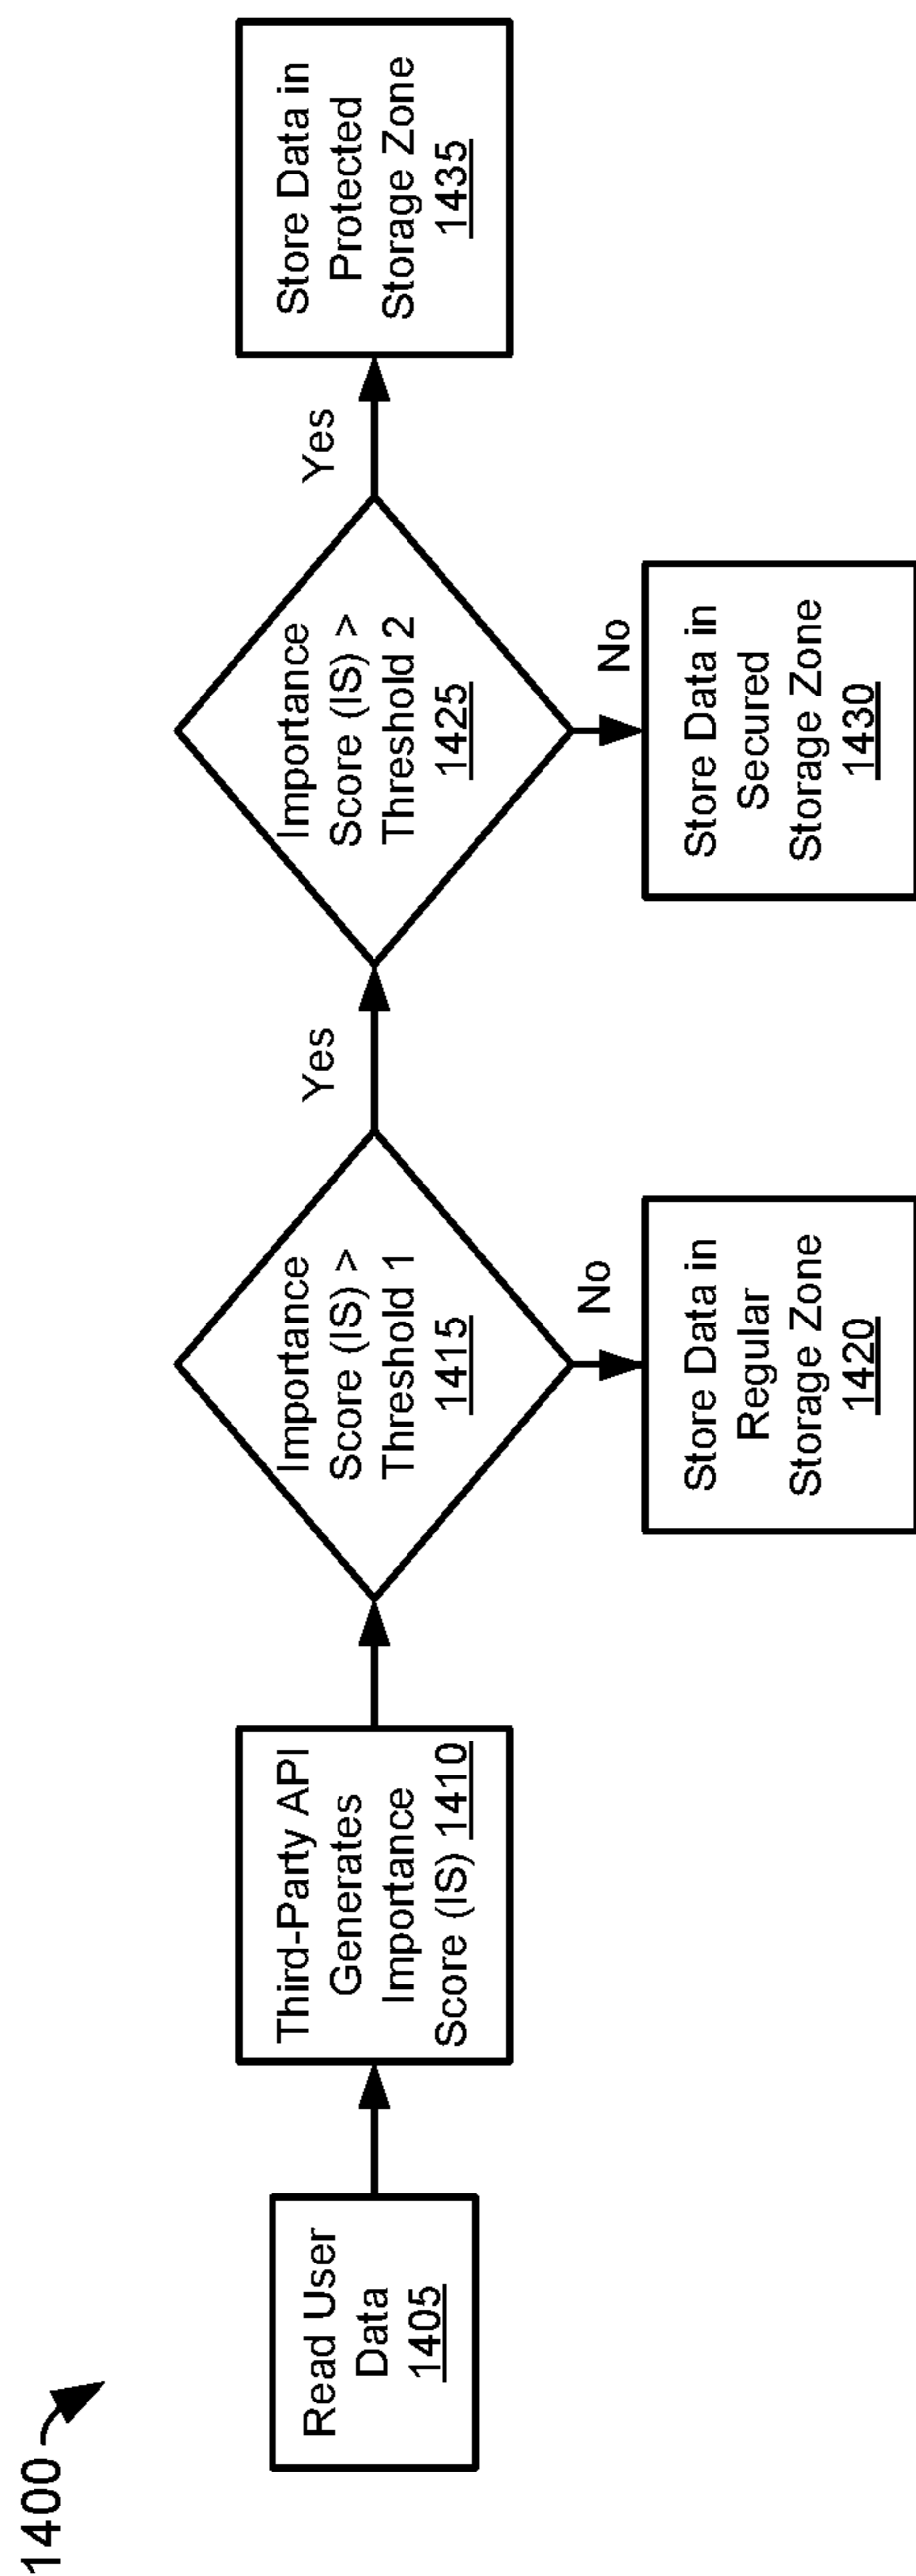 1400
Read User
Data
1405
Third-Party API
Generates
Importance
Score (IS) 1410
Importance
Score (IS) >
Threshold 1
1415
No
Store Data in
Regular
Storage Zone
1420
Yes
Importance
Score (IS) >
Threshold 2
1425
No
Store Data in
Secured
Storage Zone
1430
Yes
Store Data in
Protected
Storage Zone
1435